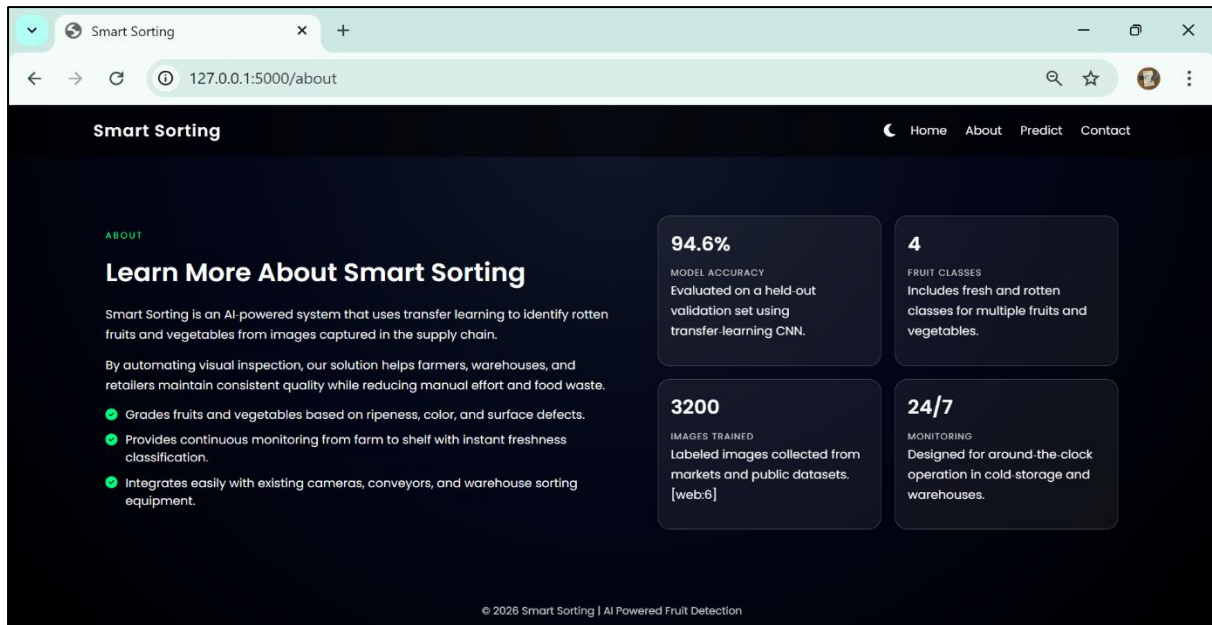 Smart Sorting
127.0.0.1:5000/about
Smart Sorting
Home About Predict Contact
ABOUT
Learn More About Smart Sorting
Smart Sorting is an AI-powered system that uses transfer learning to identify rotten
fruits and vegetables from images captured in the supply chain.
By automating visual inspection, our solution helps farmers, warehouses, and
retailers maintain consistent quality while reducing manual effort and food waste.
Grades fruits and vegetables based on ripeness, color, and surface defects.
Provides continuous monitoring from farm to shelf with instant freshness
classification.
Integrates easily with existing cameras, conveyors, and warehouse sorting
equipment.
94.6%
MODEL ACCURACY
Evaluated on a held-out
validation set using
transfer-learning CNN.
4
FRUIT CLASSES
Includes fresh and rotten
classes for multiple fruits and
vegetables.
3200
IMAGES TRAINED
Labeled images collected from
markets and public datasets.
[web:6]
24/7
MONITORING
Designed for around-the-clock
operation in cold-storage and
warehouses.
© 2026 Smart Sorting | AI Powered Fruit Detection